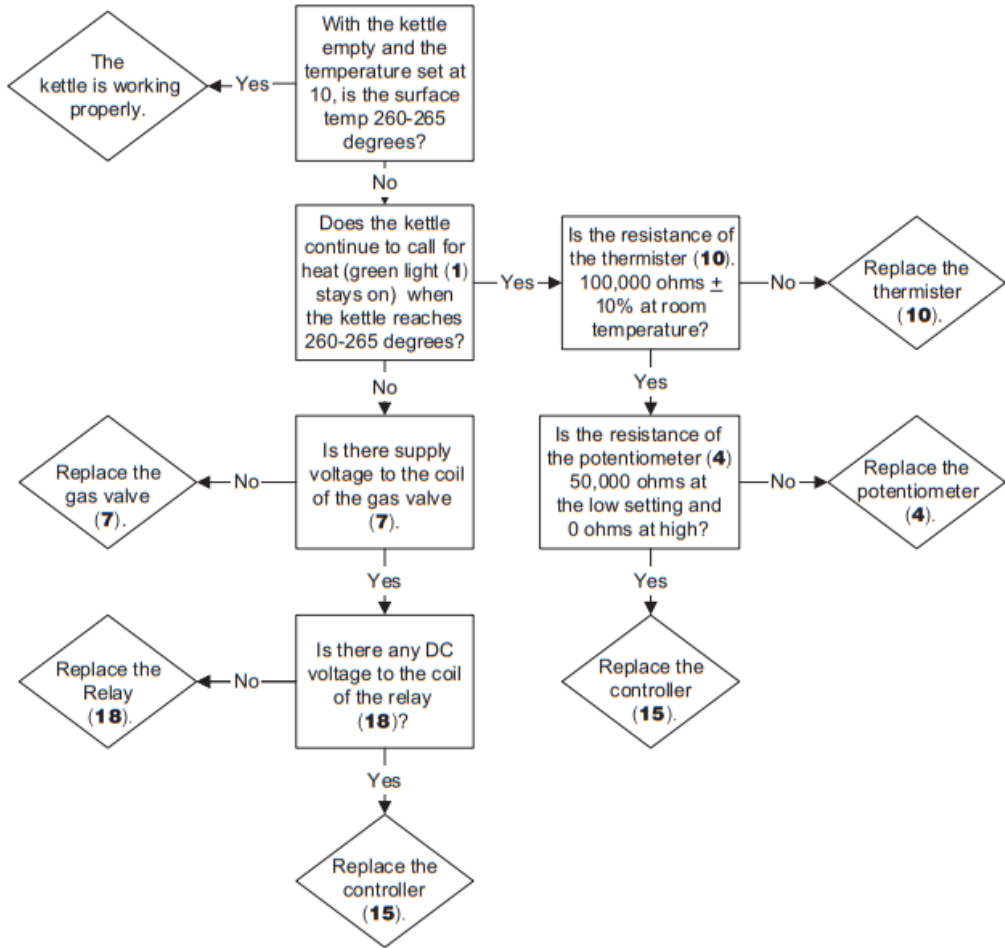 The
kettle is working
properly.
Yes
With the kettle
empty and the
temperature set at
10, is the surface
temp 260-265
degrees?
No
Does the kettle
continue to call for
heat (green light (1)
stays on) when
the kettle reaches
260-265 degrees?
Yes
Is the resistance of
the thermister (10).
100,000 ohms ±
10% at room
temperature?
No
Replace the
thermister
(10).
No
Yes
Replace the
gas valve
(7).
No
Is there supply
voltage to the coil
of the gas valve
(7).
Is the resistance of
the potentiometer (4)
50,000 ohms at
the low setting and
0 ohms at high?
No
Replace the
potentiometer
(4).
Yes
Yes
Replace the
Relay
(18).
No
Is there any DC
voltage to the coil
of the relay
(18)?
Replace the
controller
(15).
Yes
Replace the
controller
(15).